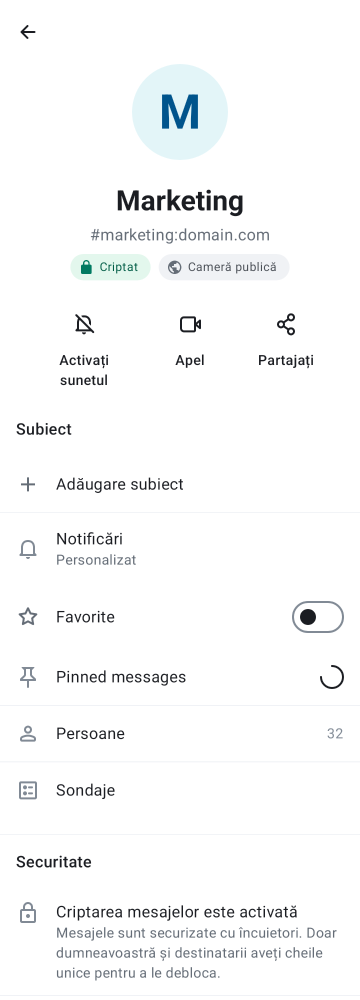 M
Marketing
#marketing:domain.com
Criptat
Cameră publică
Activați
sunetul
Apel
Partajați
Subiect
Adăugare subiect
Notificări
Personalizat
Favorite
Pinned messages
Persoane
32
Sondaje
Securitate
Criptarea mesajelor este activată
Mesajele sunt securizate cu încuietori. Doar
dumneavoastră și destinatarii aveți cheile
unice pentru a le debloca.